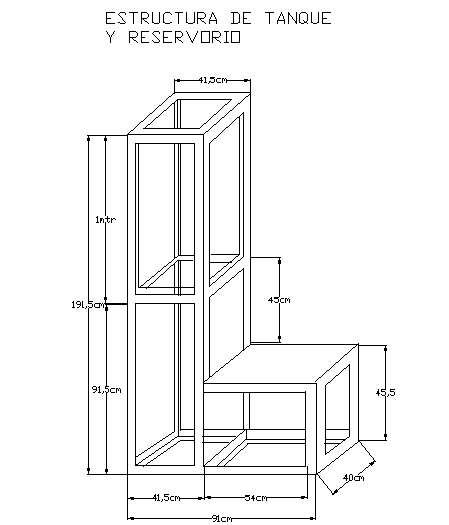 ESTRUCTURA DE TANQUE
Y RESERVORIO
41,5cm
1mtr
45cm
191,5cm
91,5cm
45,5
40cm
41,5cm
54cm
91cm